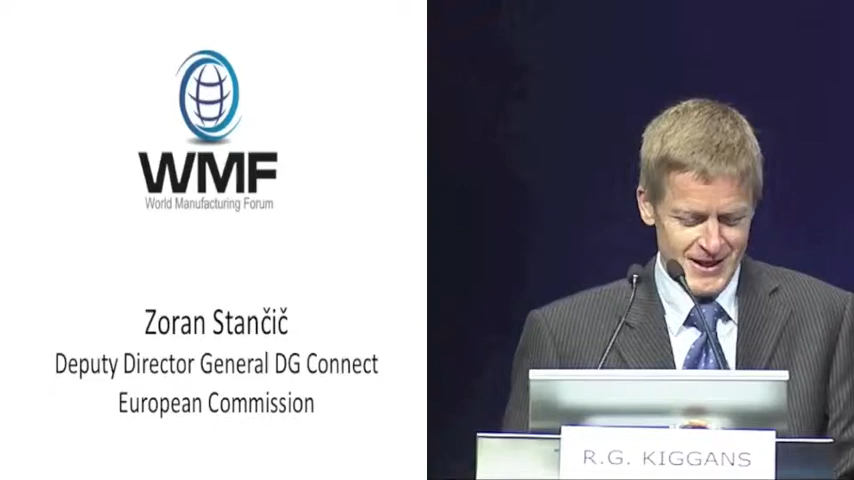 WMF
World Manufacturing Forum
Zoran Stančič
Deputy Director General DG Connect
European Commission
R.G. KIGGANS